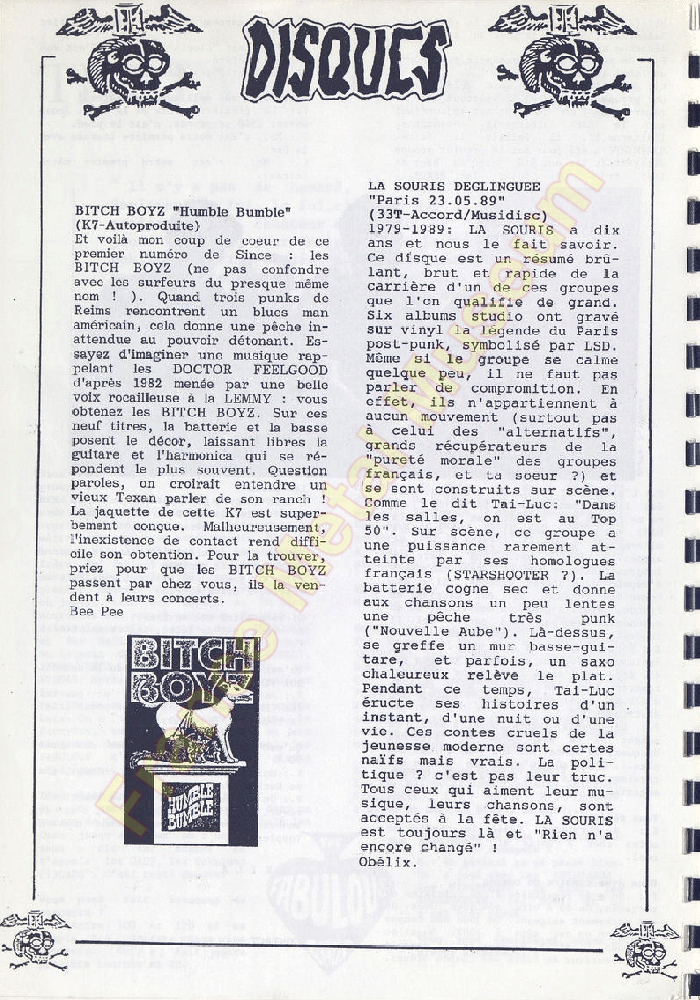 DISQUES
BITCH BOYZ "Humble Bumble"
(K7-Autoproduite)
Et voilà mon coup de coeur de ce
premier numéro de Since : les
BITCH BOYZ (ne pas confondre
avec les surfeurs du presque même
nom ! ). Quand trois punks de
Reims rencontrent un blues man
américain, cela donne une pêche in-
attendue au pouvoir détonant. Es-
sayez d'imaginer une musique rap-
pelant les DOCTOR FEELGOOD
d'après 1982 menée par une belle
voix rocailleuse à la LEMMY : vous
obtenez les BITCH BOYZ. Sur ces
neuf titres, la batterie et la basse
posent le décor, laissant libres la
guitare et l'harmonica qui se ré-
pondent le plus souvent. Question
paroles, on croirait entendre un
vieux Texan parler de son ranch !
La jaquette de cette K7 est super-
bement conçue. Malheureusement,
l'inexistence de contact rend diffi-
cile son obtention. Pour la trouver,
priez pour que les BITCH BOYZ
passent par chez vous, ils la ven-
dent à leurs concerts.
Bee Pee
BITCH
BOYZ
HUMBLE
BUMBLE
LA SOURIS DEGLINGUEE
"Paris 23.05.89"
(33T-Accord/Musidisc)
1979-1989: LA SOURIS a dix
ans et nous le fait savoir.
Ce disque est un résumé brû-
lant, brut et rapide de la
carrière d'un de ces groupes
que l'on qualifie de grand.
Six albums studio ont gravé
sur vinyl la légende du Paris
post-punk, symbolisé par LSD.
Même si le groupe se calme
quelque peu, il ne faut pas
parler de compromition. En
effet, ils n'appartiennent à
aucun mouvement (surtout pas
à celui des "alternatifs",
grands récupérateurs de la
"pureté morale" des groupes
français, et ta soeur ?) et
se sont construits sur scène.
Comme le dit Tai-Luc: "Dans
les salles, on est au Top
50". Sur scène, ce groupe a
une puissance rarement at-
teinte par ses homologues
français (STARSHOOTER ?). La
batterie cogne sec et donne
aux chansons un peu lentes
une pêche très punk
("Nouvelle Aube"). Là-dessus,
se greffe un mur basse-gui-
tare, et parfois, un saxo
chaleureux relève le plat.
Pendant ce temps, Tai-Luc
éructe ses histoires d'un
instant, d'une nuit ou d'une
vie. Ces contes cruels de la
jeunesse moderne sont certes
naïfs mais vrais. La poli-
tique ? c'est pas leur truc.
Tous ceux qui aiment leur mu-
sique, leurs chansons, sont
acceptés à la fête. LA SOURIS
est toujours là et "Rien n'a
encore changé" !
Obélix.
France Metal Museum